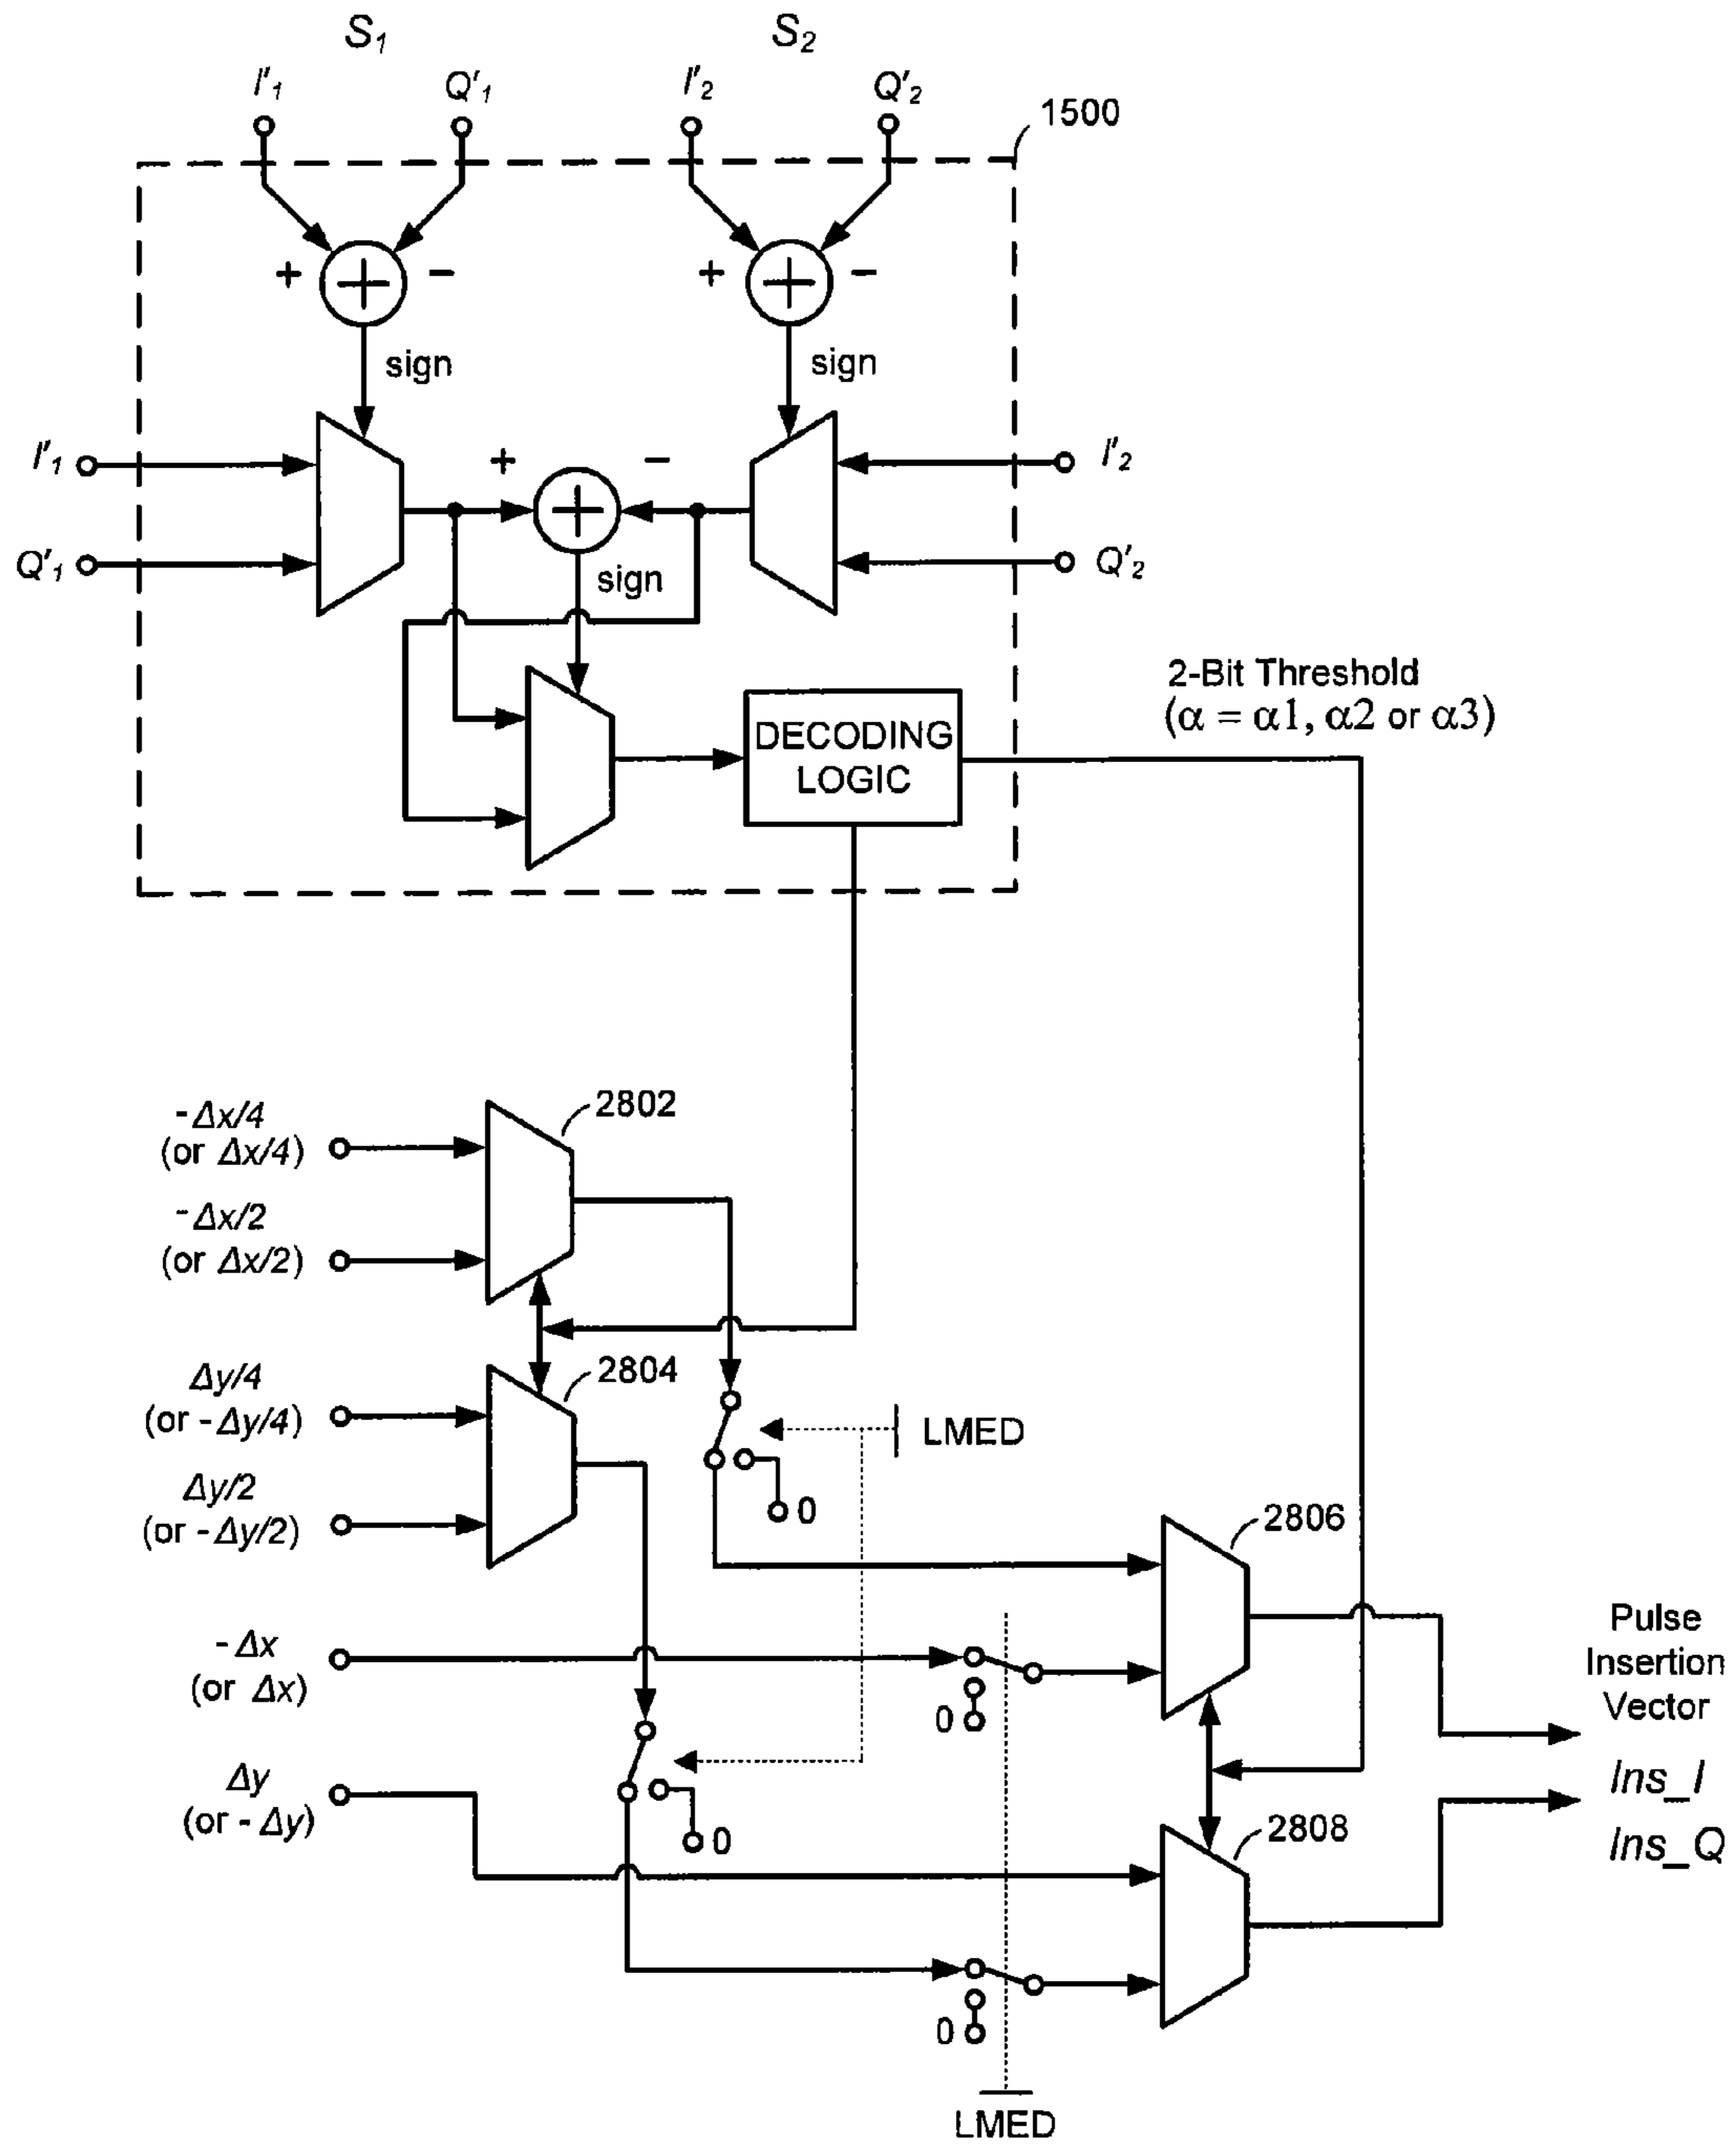 S1 S2
I'1 Q'1 I'2 Q'2
1500
+ − + −
sign sign
I'1 + − I'2
Q'1 Q'2
sign
2-Bit Threshold
(α = α1, α2 or α3)
DECODING
LOGIC
-Δx/4
(or Δx/4)
2802
-Δx/2
(or Δx/2)
Δy/4
(or -Δy/4)
2804
LMED
Δy/2
(or -Δy/2)
0
2806
-Δx
(or Δx)
0
Pulse
Insertion
Vector
Ins_I
Ins_Q
Δy
(or -Δy)
0
2808
0
LMED